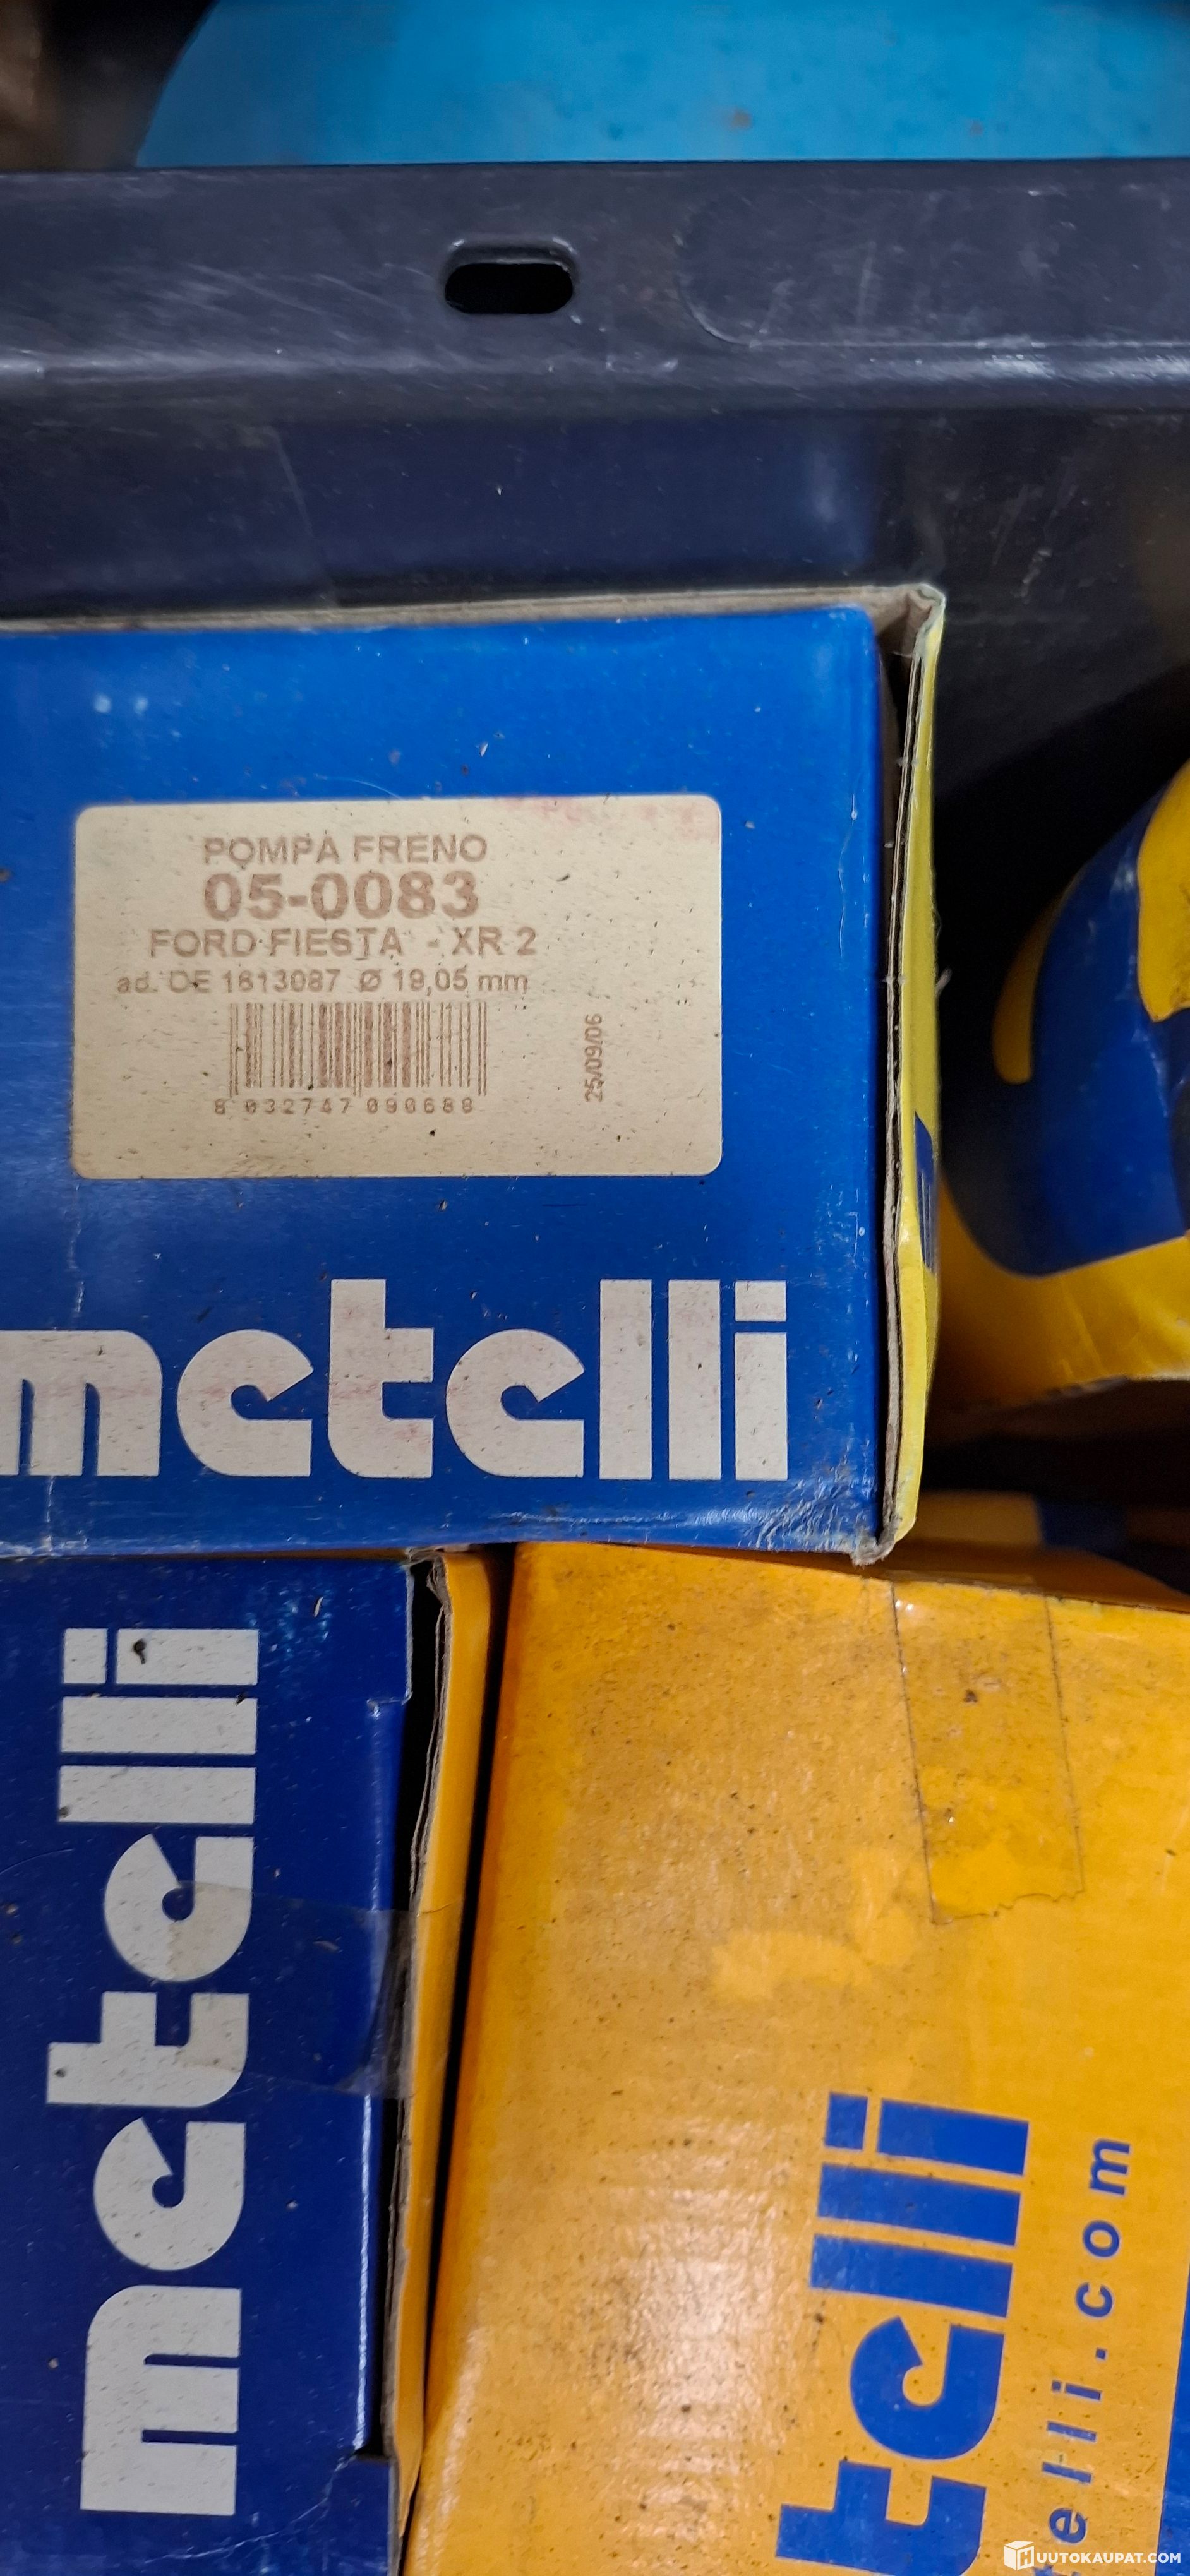 POMPA FRENO
05-0083
FORD FIESTA - XR 2
ad. OE 1613087 Ø 19,05 mm
8 032747 090688
25/09/06
metelli
metelli
telli
elli.com
HUUTOKAUPAT.COM